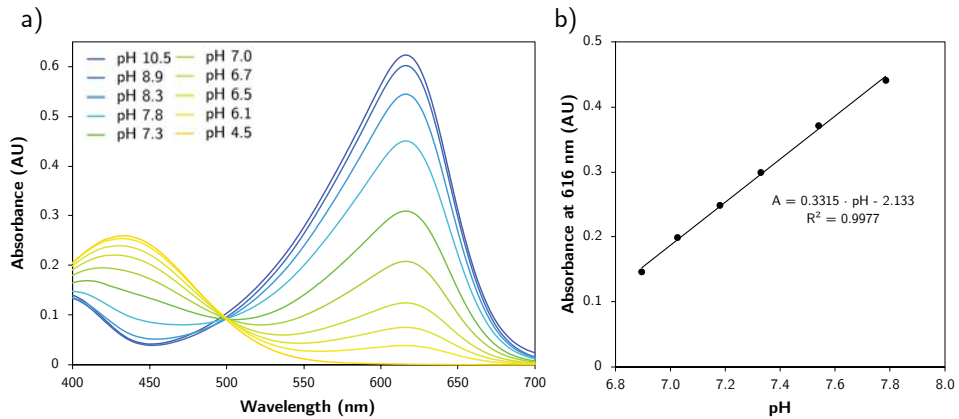 a)
pH 10.5
pH 8.9
pH 8.3
pH 7.8
pH 7.3
pH 7.0
pH 6.7
pH 6.5
pH 6.1
pH 4.5
Absorbance (AU)
0.6
0.5
0.4
0.3
0.2
0.1
0
400 450 500 550 600 650 700
Wavelength (nm)
b)
Absorbance at 616 nm (AU)
0.5
0.4
0.3
0.2
0.1
0
A = 0.3315 · pH - 2.133
R² = 0.9977
6.8 7.0 7.2 7.4 7.6 7.8 8.0
pH